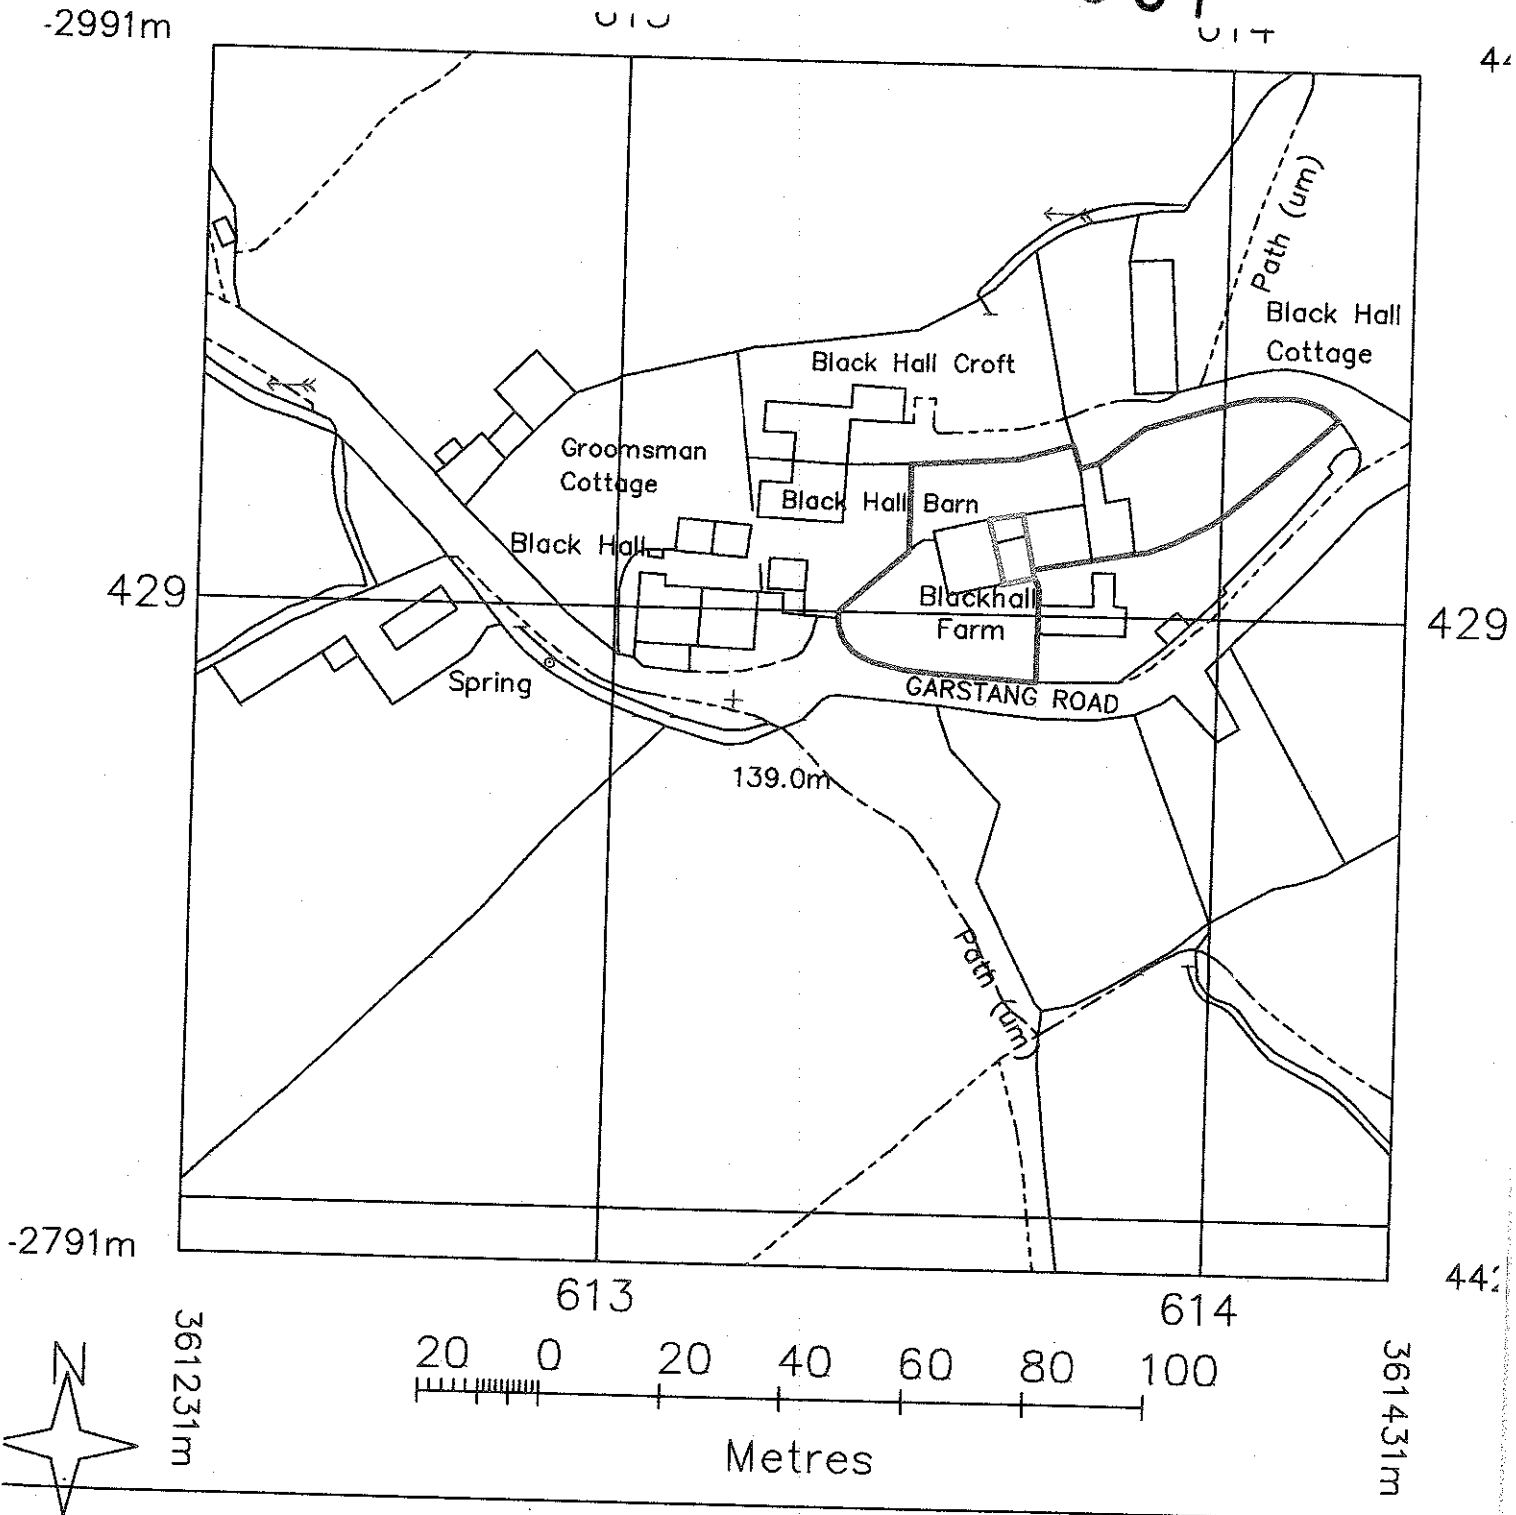 -2991m
Path (um)
Black Hall
Cottage
Black Hall Croft
Groomsman
Cottage
Black Hall Barn
Black Hall
429
Blackhall
Farm
429
Spring
GARSTANG ROAD
139.0m
Path (um)
-2791m
613
614
361231m
361431m
N
20 0 20 40 60 80 100
Metres